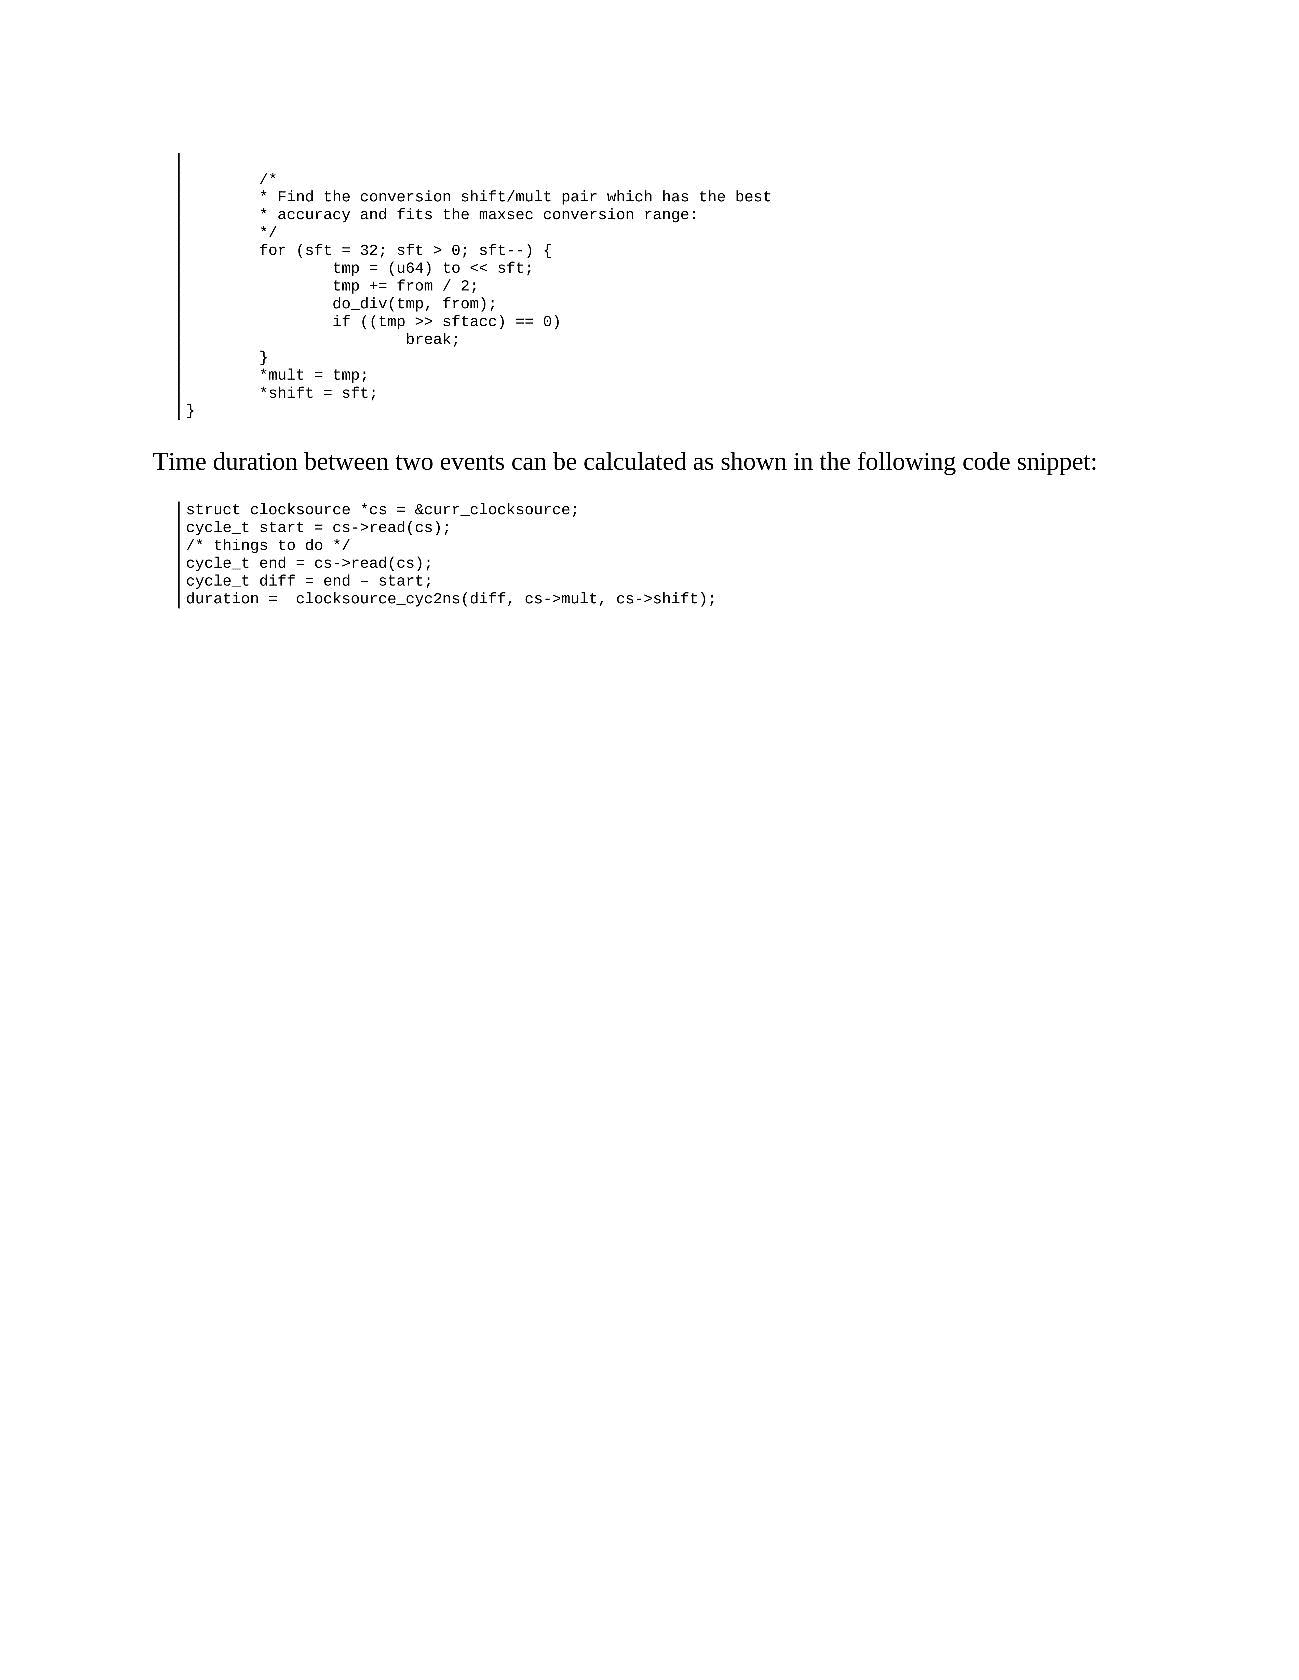 /*
* Find the conversion shift/mult pair which has the best
* accuracy and fits the maxsec conversion range:
*/
for (sft = 32; sft > 0; sft--) {
tmp = (u64) to << sft;
tmp += from / 2;
do_div(tmp, from);
if ((tmp >> sftacc) == 0)
break;
}
*mult = tmp;
*shift = sft;
}
Time duration between two events can be calculated as shown in the following code snippet:
struct clocksource *cs = &curr_clocksource;
cycle_t start = cs->read(cs);
/* things to do */
cycle_t end = cs->read(cs);
cycle_t diff = end – start;
duration =  clocksource_cyc2ns(diff, cs->mult, cs->shift);